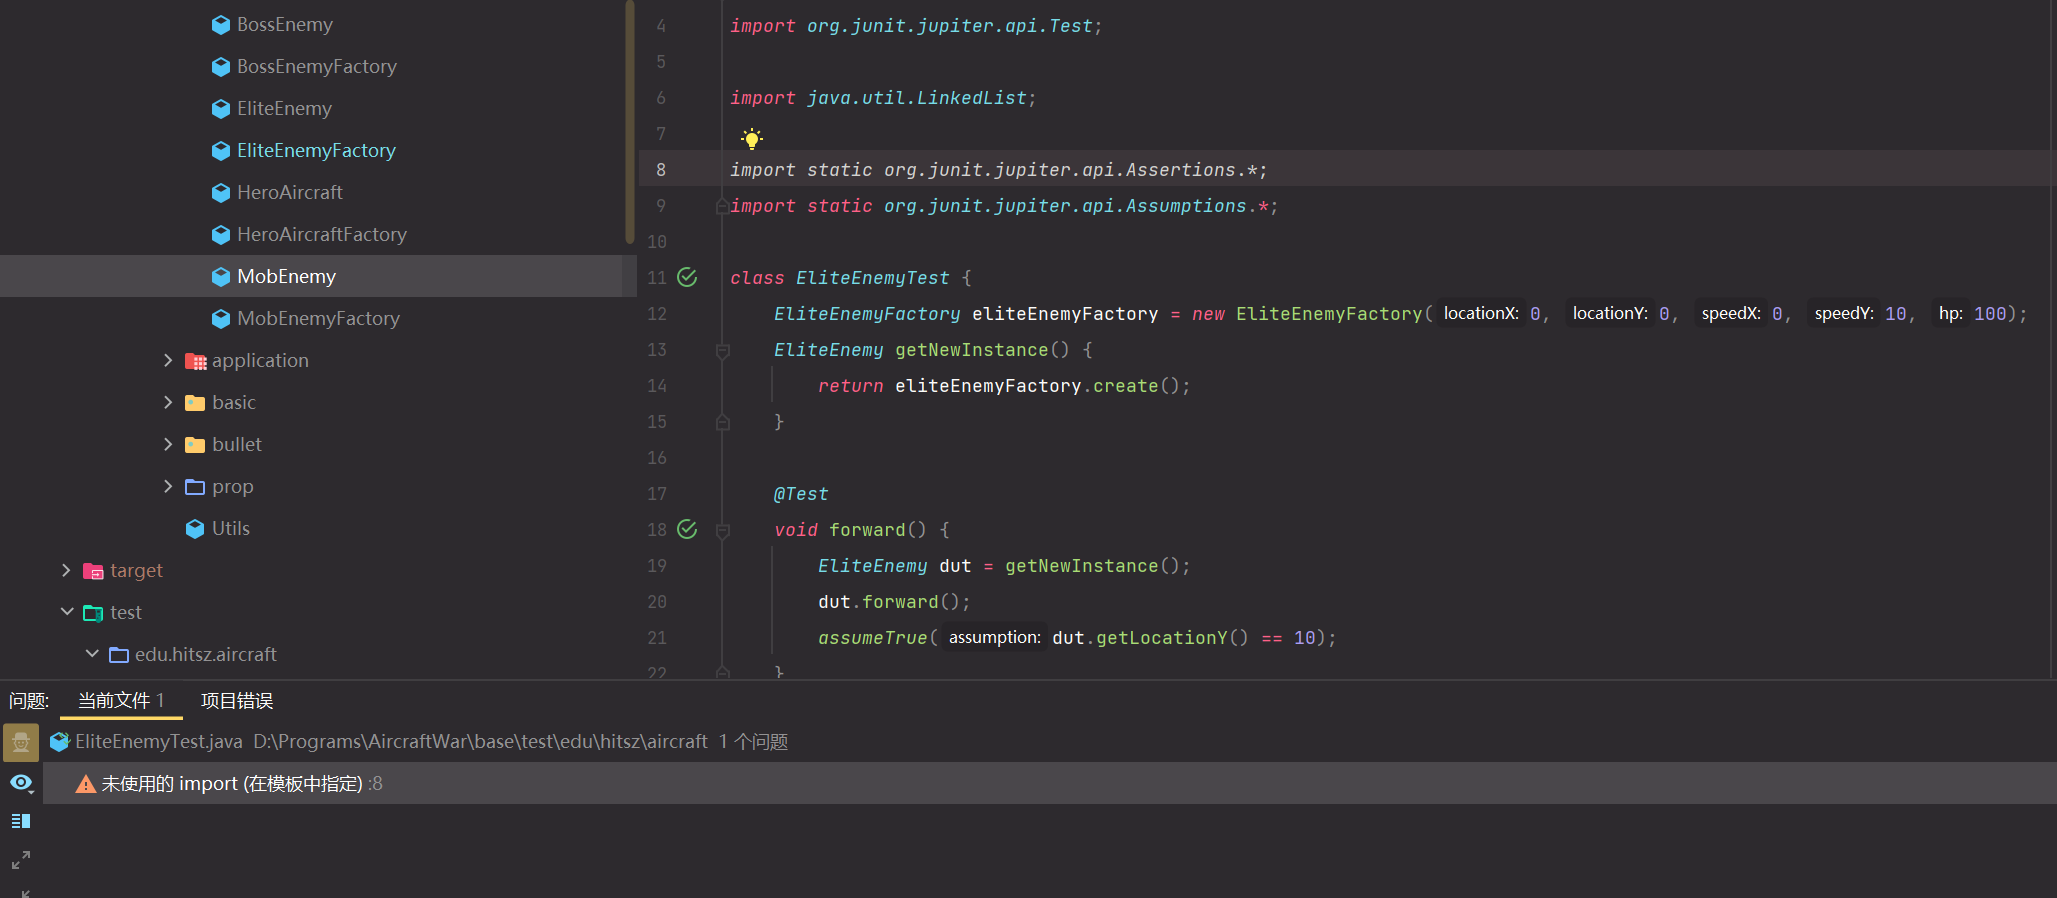 BossEnemy
BossEnemyFactory
EliteEnemy
EliteEnemyFactory
HeroAircraft
HeroAircraftFactory
MobEnemy
MobEnemyFactory
application
basic
bullet
prop
Utils
target
test
edu.hitsz.aircraft
4 import org.junit.jupiter.api.Test;
5
6 import java.util.LinkedList;
7
8 import static org.junit.jupiter.api.Assertions.*;
9 import static org.junit.jupiter.api.Assumptions.*;
10
11 class EliteEnemyTest {
12 EliteEnemyFactory eliteEnemyFactory = new EliteEnemyFactory( locationX: 0, locationY: 0, speedX: 0, speedY: 10, hp: 100);
13 EliteEnemy getNewInstance() {
14 return eliteEnemyFactory.create();
15 }
16
17 @Test
18 void forward() {
19 EliteEnemy dut = getNewInstance();
20 dut.forward();
21 assumeTrue( assumption: dut.getLocationY() == 10);
22 }
问题: 当前文件 1 项目错误
EliteEnemyTest.java D:\Programs\AircraftWar\base\test\edu\hitsz\aircraft 1 个问题
未使用的 import (在模板中指定) :8